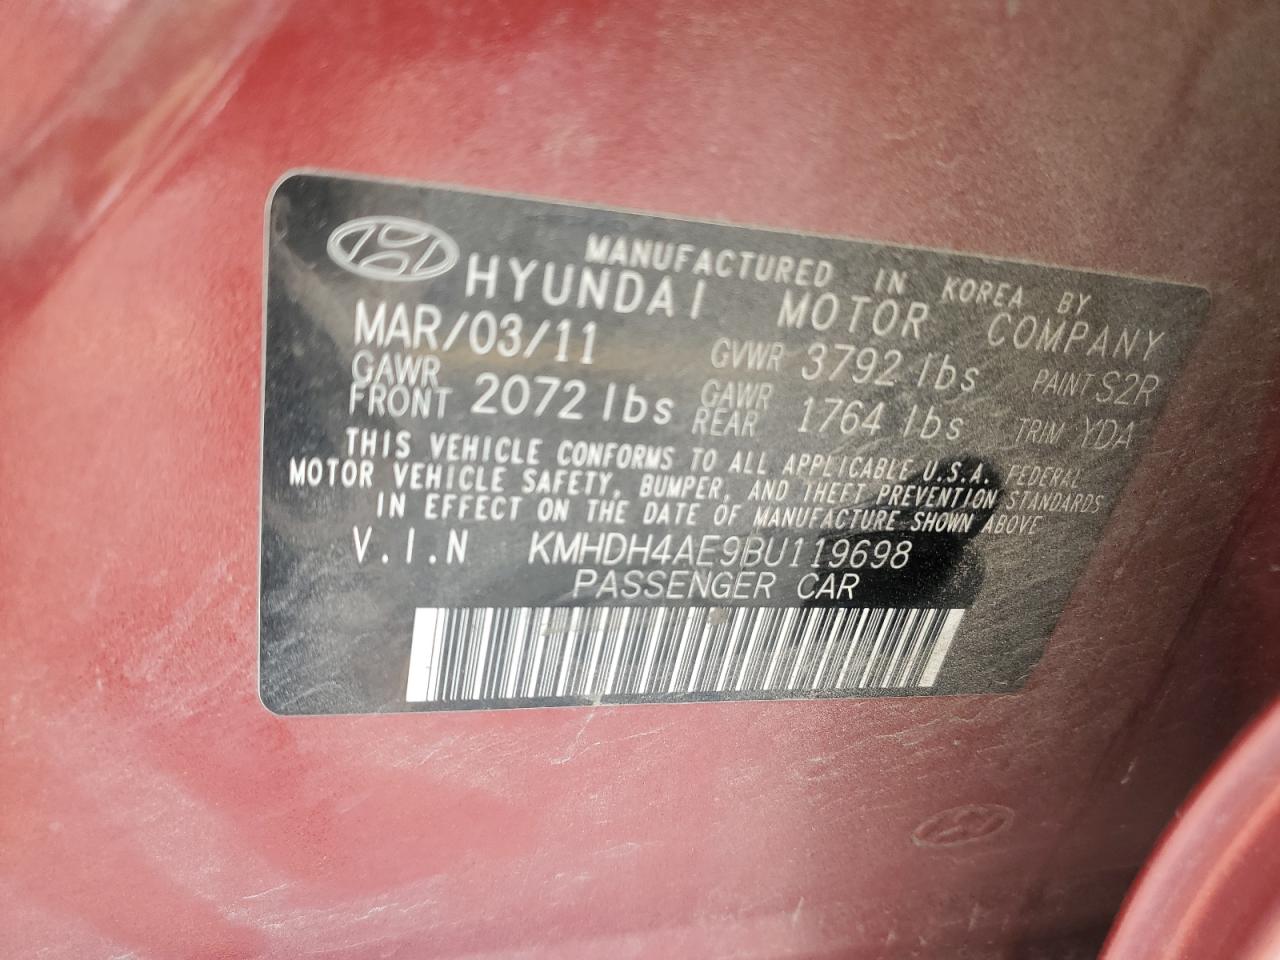 MANUFACTURED IN KOREA BY
HYUNDAI MOTOR COMPANY
MAR/03/11 GVWR 3792 lbs PAINT S2R
GAWR FRONT 2072 lbs GAWR REAR 1764 lbs TRIM YDA
THIS VEHICLE CONFORMS TO ALL APPLICABLE U.S.A. FEDERAL
MOTOR VEHICLE SAFETY, BUMPER, AND THEFT PREVENTION STANDARDS
IN EFFECT ON THE DATE OF MANUFACTURE SHOWN ABOVE
V.I.N KMHDH4AE9BU119698
PASSENGER CAR